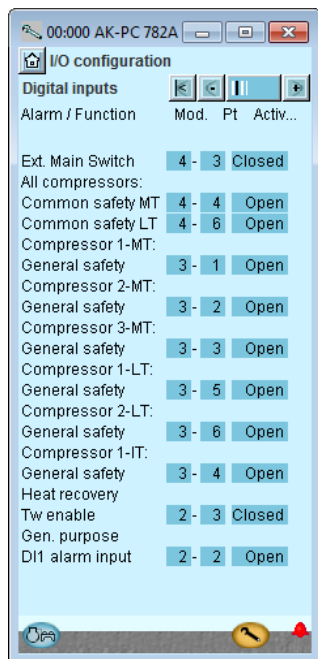 00:000 AK-PC 782A
I/O configuration
Digital inputs
Alarm / Function Mod. Pt Activ...
Ext. Main Switch 4 - 3 Closed
All compressors:
Common safety MT 4 - 4 Open
Common safety LT 4 - 6 Open
Compressor 1-MT:
General safety 3 - 1 Open
Compressor 2-MT:
General safety 3 - 2 Open
Compressor 3-MT:
General safety 3 - 3 Open
Compressor 1-LT:
General safety 3 - 5 Open
Compressor 2-LT:
General safety 3 - 6 Open
Compressor 1-IT:
General safety 3 - 4 Open
Heat recovery
Tw enable 2 - 3 Closed
Gen. purpose
DI1 alarm input 2 - 2 Open